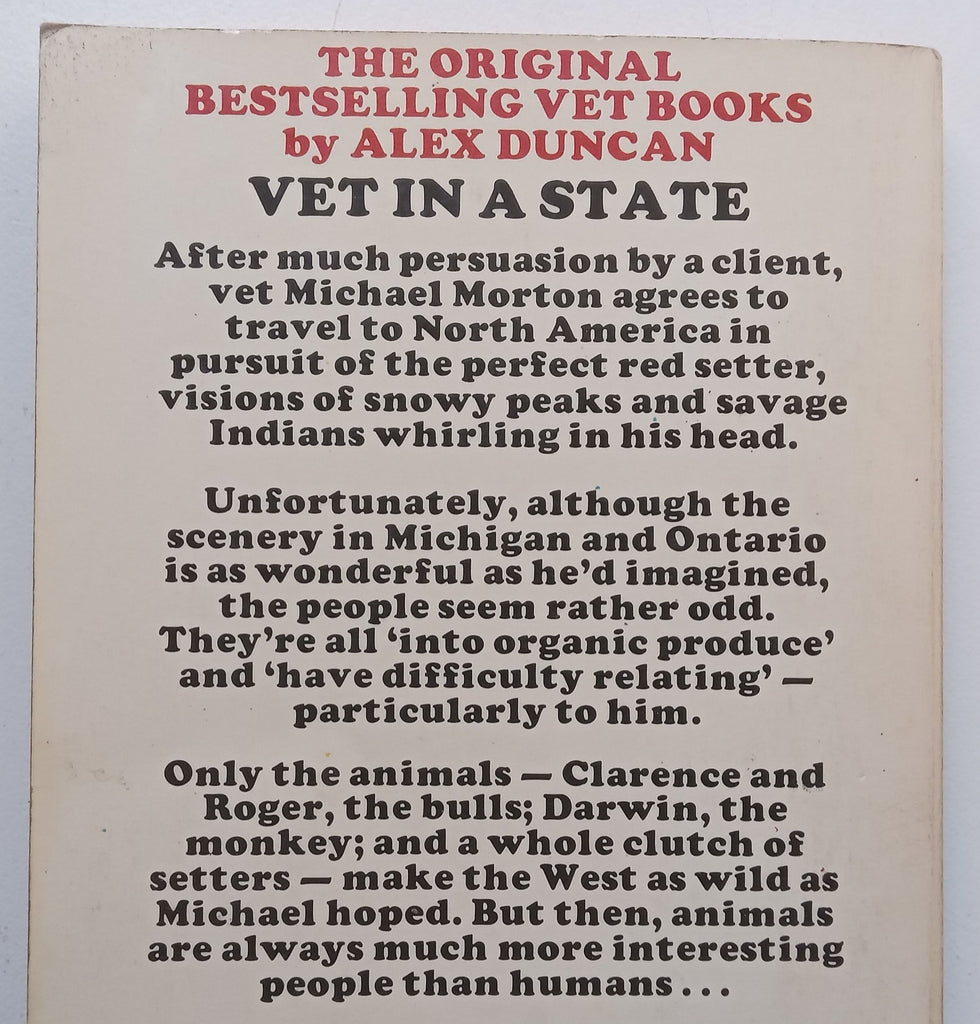 THE ORIGINAL
BESTSELLING VET BOOKS
by ALEX DUNCAN
VET IN A STATE
After much persuasion by a client,
vet Michael Morton agrees to
travel to North America in
pursuit of the perfect red setter,
visions of snowy peaks and savage
Indians whirling in his head.
Unfortunately, although the
scenery in Michigan and Ontario
is as wonderful as he’d imagined,
the people seem rather odd.
They’re all ‘into organic produce’
and ‘have difficulty relating’ —
particularly to him.
Only the animals — Clarence and
Roger, the bulls; Darwin, the
monkey; and a whole clutch of
setters — make the West as wild as
Michael hoped. But then, animals
are always much more interesting
people than humans . . .